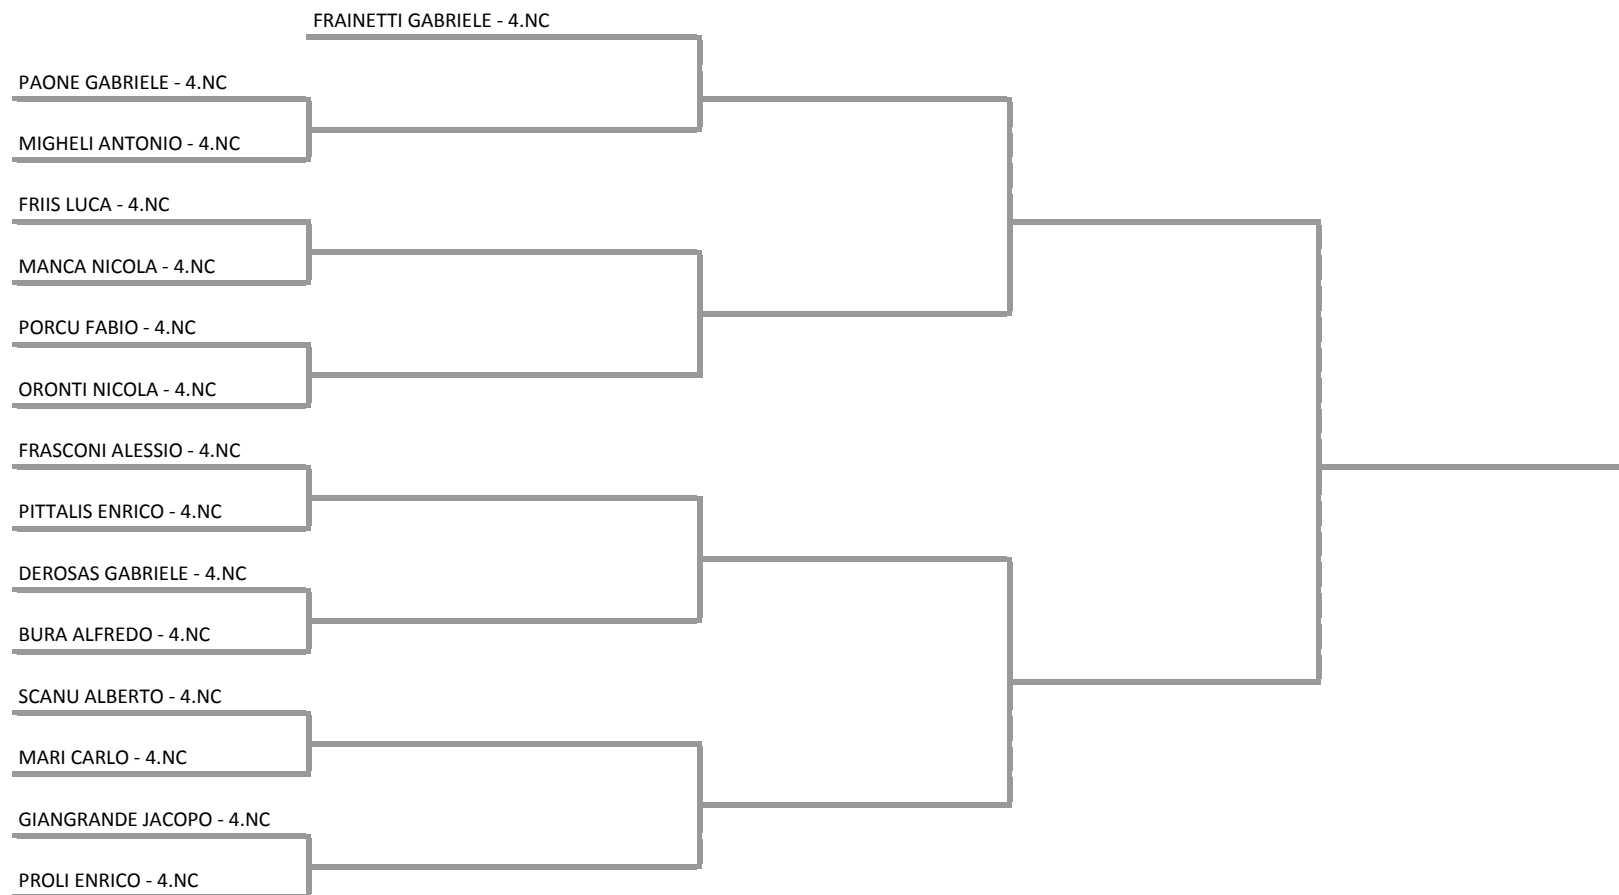 FRAINETTI GABRIELE - 4.NC
PAONE GABRIELE - 4.NC
MIGHELI ANTONIO - 4.NC
FRIIS LUCA - 4.NC
MANCA NICOLA - 4.NC
PORCU FABIO - 4.NC
ORONTI NICOLA - 4.NC
FRASCONI ALESSIO - 4.NC
PITTALIS ENRICO - 4.NC
DEROSAS GABRIELE - 4.NC
BURA ALFREDO - 4.NC
SCANU ALBERTO - 4.NC
MARI CARLO - 4.NC
GIANGRANDE JACOPO - 4.NC
PROLI ENRICO - 4.NC